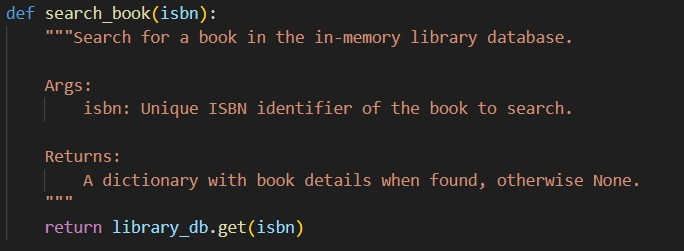 def search_book(isbn):
    """Search for a book in the in-memory library database.

    Args:
        isbn: Unique ISBN identifier of the book to search.

    Returns:
        A dictionary with book details when found, otherwise None.
    """
    return library_db.get(isbn)